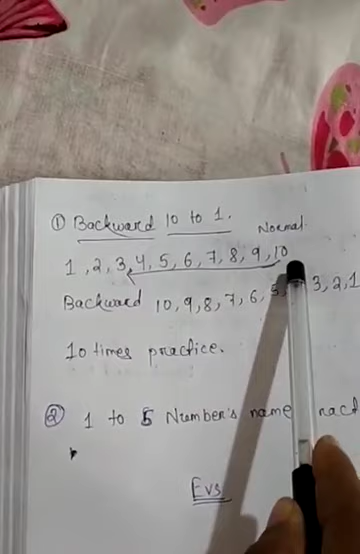 ① Backward 10 to 1.
Normal
1, 2, 3, 4, 5, 6, 7, 8, 9, 10
Backward 10, 9, 8, 7, 6, 5, 3, 2, 1
10 times practice.
② 1 to 5 Number's name
Evs